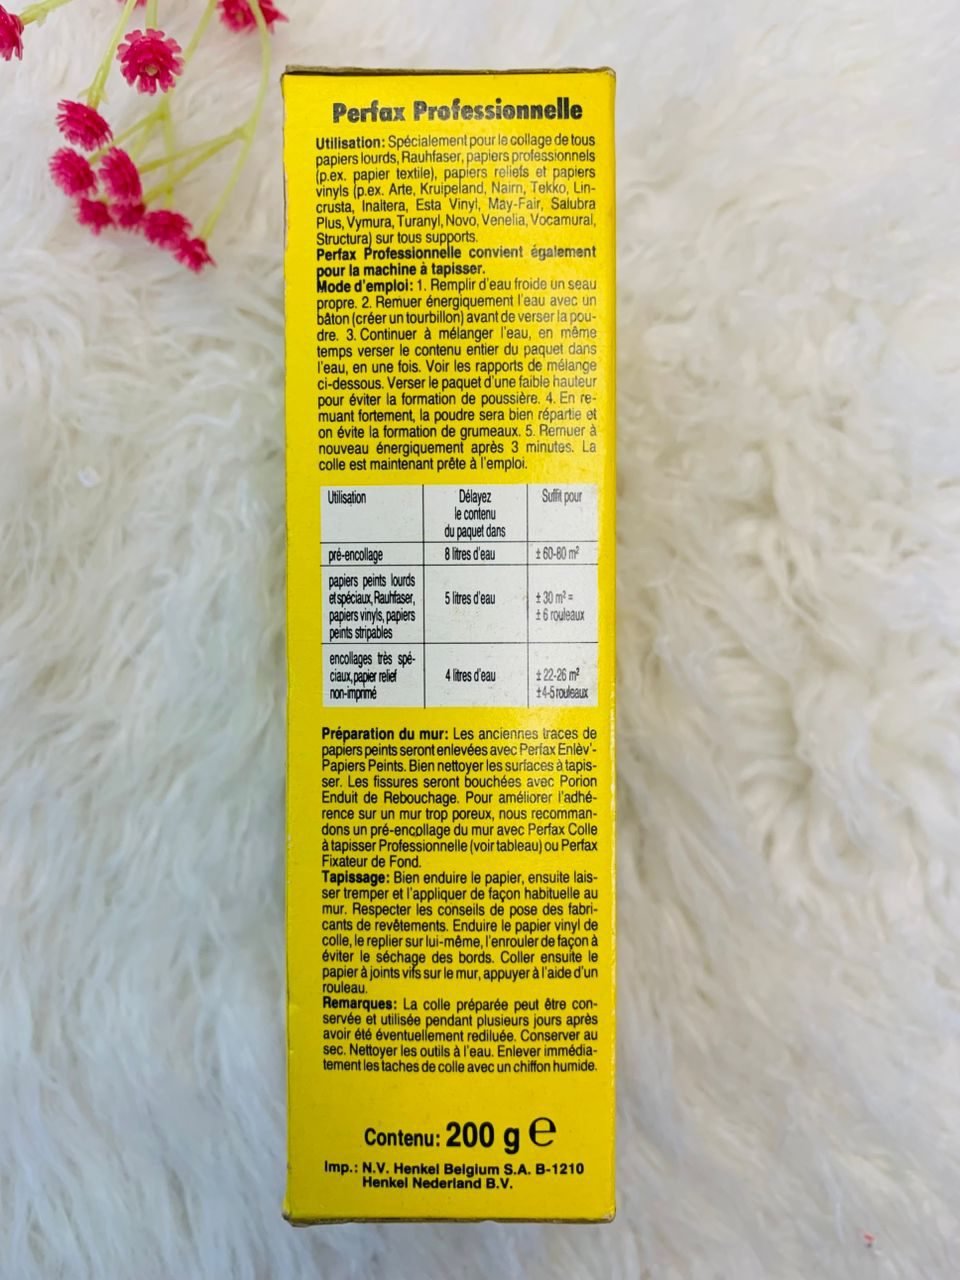 Perfax Professionnelle
Utilisation: Spécialement pour le collage de tous
papiers lourds, Rauhfaser, papiers professionnels
(p.ex. papier textile), papiers reliefs et papiers
vinyls (p.ex. Arte, Kruipeland, Nairn, Tekko, Lin-
crusta, Inaltera, Esta Vinyl, May-Fair, Salubra
Plus, Vymura, Turanyl, Novo, Venelia, Vocamural,
Structura) sur tous supports.
Perfax Professionnelle convient également
pour la machine à tapisser.
Mode d'emploi: 1. Remplir d'eau froide un seau
propre. 2. Remuer énergiquement l'eau avec un
bâton (créer un tourbillon) avant de verser la pou-
dre. 3. Continuer à mélanger l'eau, en même
temps verser le contenu entier du paquet dans
l'eau, en une fois. Voir les rapports de mélange
ci-dessous. Verser le paquet d'une faible hauteur
pour éviter la formation de poussière. 4. En re-
muant fortement, la poudre sera bien répartie et
on évite la formation de grumeaux. 5. Remuer à
nouveau énergiquement après 3 minutes. La
colle est maintenant prête à l'emploi.
Utilisation
Délayez
le contenu
du paquet dans
Suffit pour
pré-encollage
8 litres d'eau
± 60-80 m²
papiers peints lourds
et spéciaux, Rauhfaser,
papiers vinyls, papiers
peints stripables
5 litres d'eau
± 30 m² =
± 6 rouleaux
encollages très spé-
ciaux, papier relief
non-imprimé
4 litres d'eau
± 22-26 m²
±4-5 rouleaux
Préparation du mur: Les anciennes traces de
papiers peints seront enlevées avec Perfax Enlèv'-
Papiers Peints. Bien nettoyer les surfaces à tapis-
ser. Les fissures seront bouchées avec Porion
Enduit de Rebouchage. Pour améliorer l'adhé-
rence sur un mur trop poreux, nous recomman-
dons un pré-encollage du mur avec Perfax Colle
à tapisser Professionnelle (voir tableau) ou Perfax
Fixateur de Fond.
Tapissage: Bien enduire le papier, ensuite lais-
ser tremper et l'appliquer de façon habituelle au
mur. Respecter les conseils de pose des fabri-
cants de revêtements. Enduire le papier vinyl de
colle, le replier sur lui-même, l'enrouler de façon à
éviter le séchage des bords. Coller ensuite le
papier à joints vifs sur le mur, appuyer à l'aide d'un
rouleau.
Remarques: La colle préparée peut être con-
servée et utilisée pendant plusieurs jours après
avoir été éventuellement rediluée. Conserver au
sec. Nettoyer les outils à l'eau. Enlever immédia-
tement les taches de colle avec un chiffon humide.
Contenu: 200 g e
Imp.: N.V. Henkel Belgium S.A. B-1210
Henkel Nederland B.V.